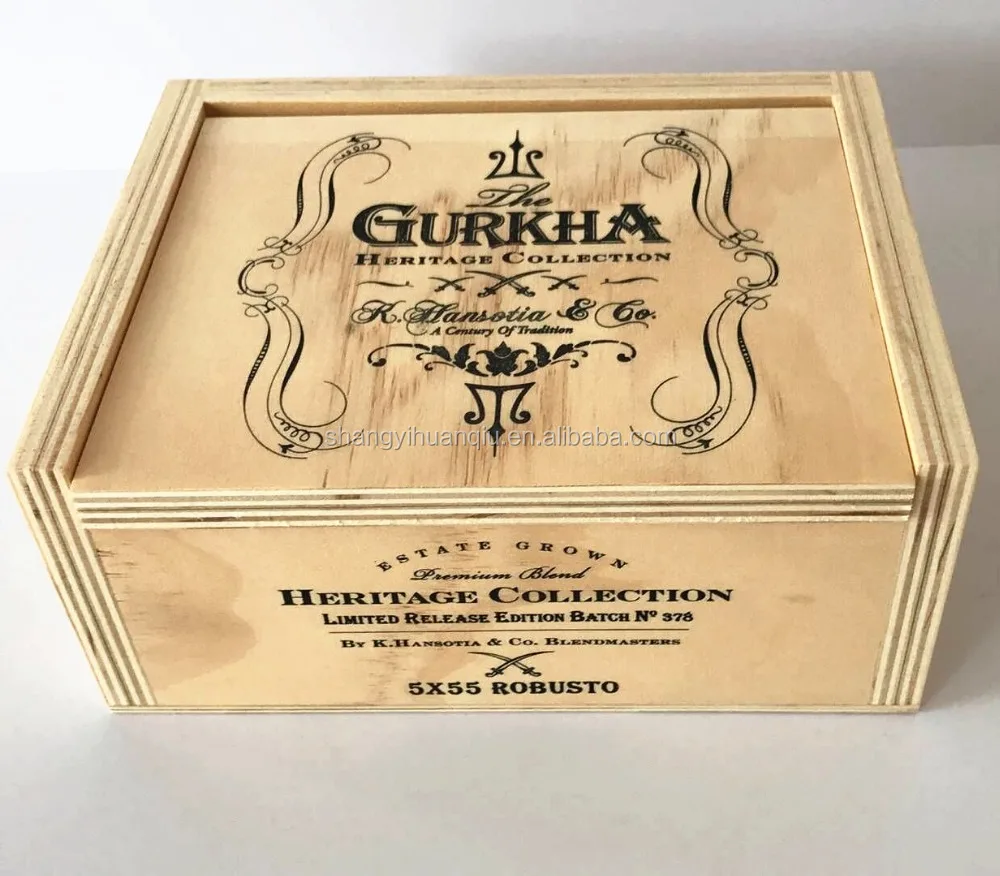 The
GURKHA
HERITAGE COLLECTION
K. Hansotia & Co.
A Century Of Tradition
shangyihuanqiu.en.alibaba.com
ESTATE GROWN
Premium Blend
HERITAGE COLLECTION
LIMITED RELEASE EDITION BATCH Nº 378
BY K.HANSOTIA & CO. BLENDMASTERS
5X55 ROBUSTO